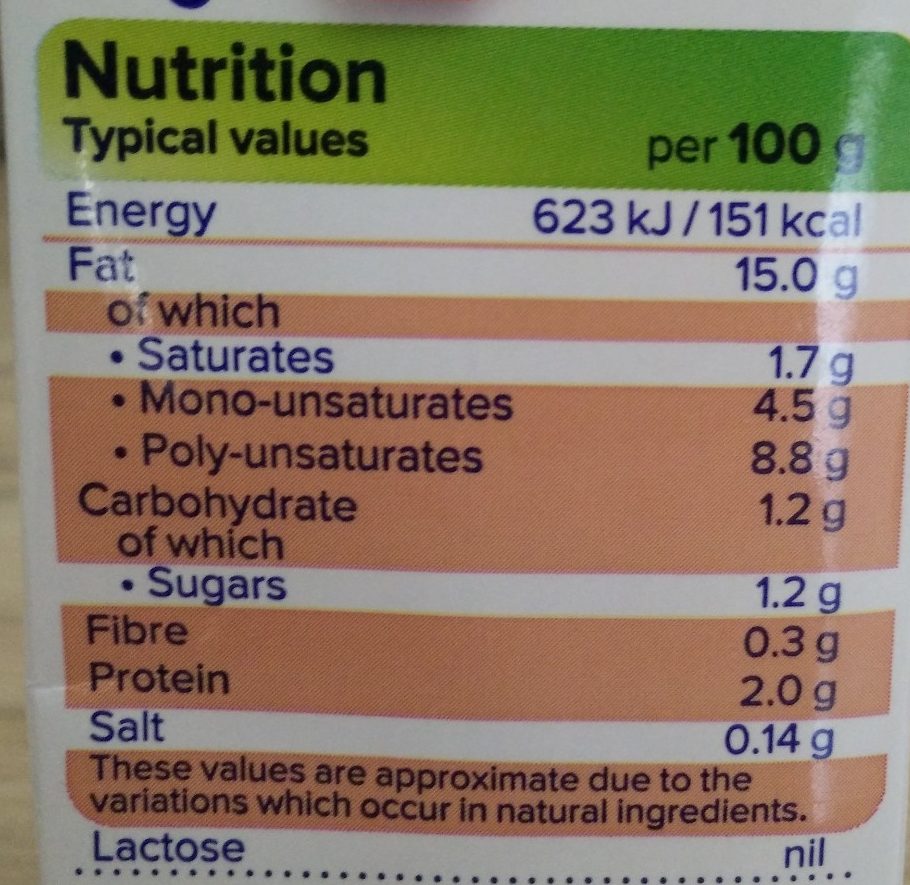 Nutrition
Typical values per 100 g
Energy 623 kJ / 151 kcal
Fat 15.0 g
of which
• Saturates 1.7 g
• Mono-unsaturates 4.5 g
• Poly-unsaturates 8.8 g
Carbohydrate 1.2 g
of which
• Sugars 1.2 g
Fibre 0.3 g
Protein 2.0 g
Salt 0.14 g
These values are approximate due to the
variations which occur in natural ingredients.
Lactose nil